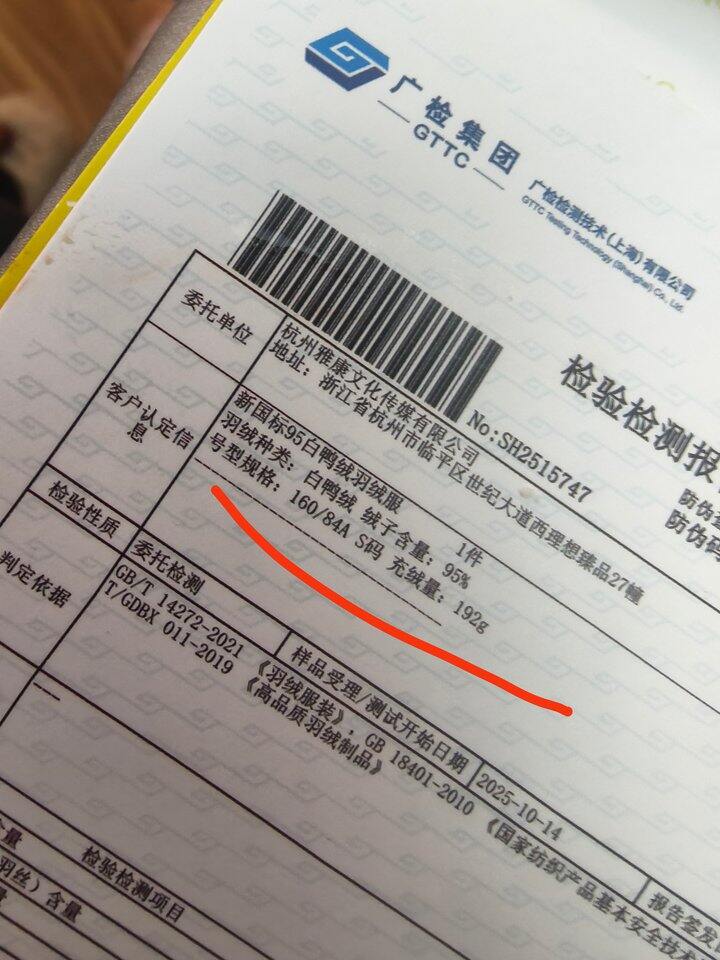 广检集团
GTTC
广检检测技术(上海)有限公司
GTTC Testing Technology (Shanghai) Co., Ltd.
No:SH2515747
检验检测报
防伪
防伪码
委托单位
杭州雅康文化传媒有限公司
地址：浙江省杭州市临平区世纪大道西理想臻品27幢
客户认定信息
新国标95白鸭绒羽绒服 1件
羽绒种类：白鸭绒 绒子含量：95%
号型规格：160/84A S码 充绒量：192g
检验性质
委托检测
样品受理/测试开始日期
2025-10-14
报告签发
判定依据
GB/T 14272-2021 《羽绒服装》，GB 18401-2010 《国家纺织产品基本安全技术
T/GDBX 011-2019 《高品质羽绒制品》
---
检验检测项目
含量
羽丝）含量